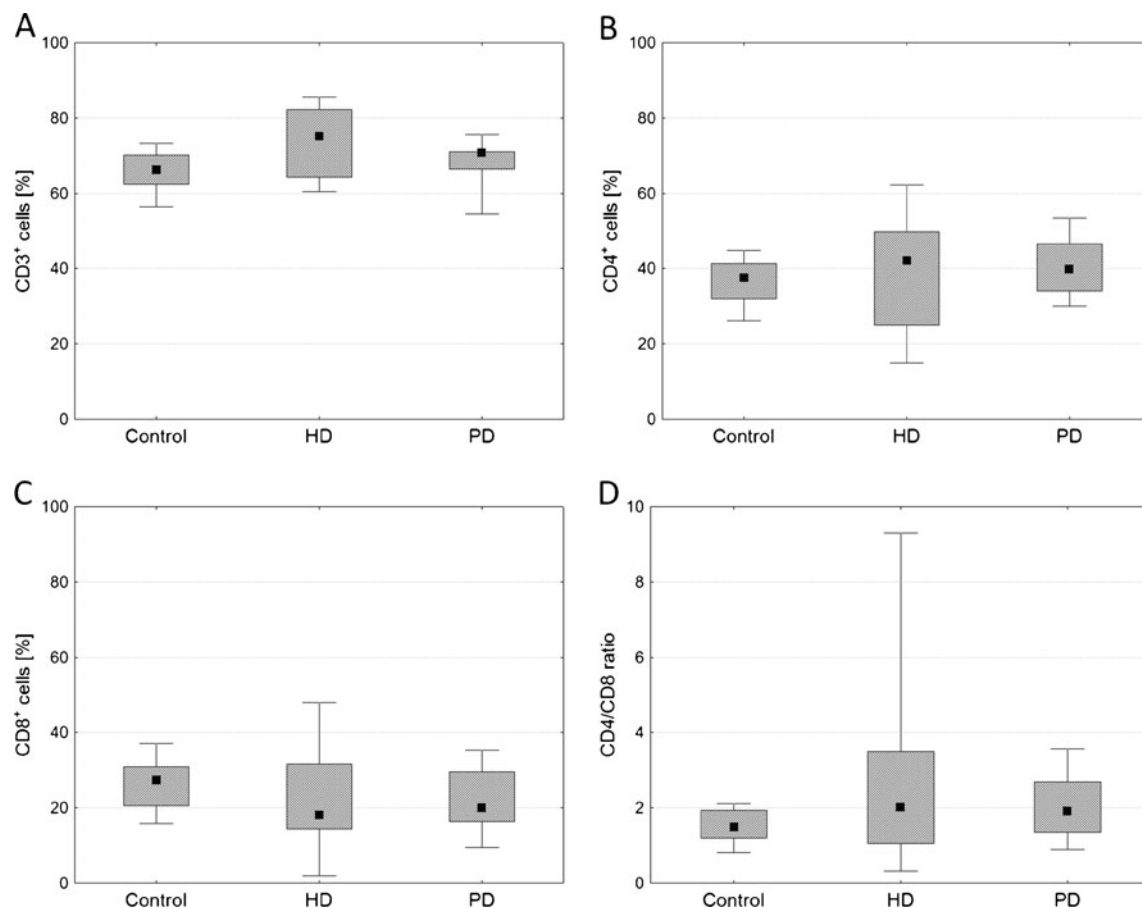 A
100
80
60
40
20
0
CD3⁺ cells [%]
Control HD PD
B
100
80
60
40
20
0
CD4⁺ cells [%]
Control HD PD
C
100
80
60
40
20
0
CD8⁺ cells [%]
Control HD PD
D
10
8
6
4
2
0
CD4/CD8 ratio
Control HD PD